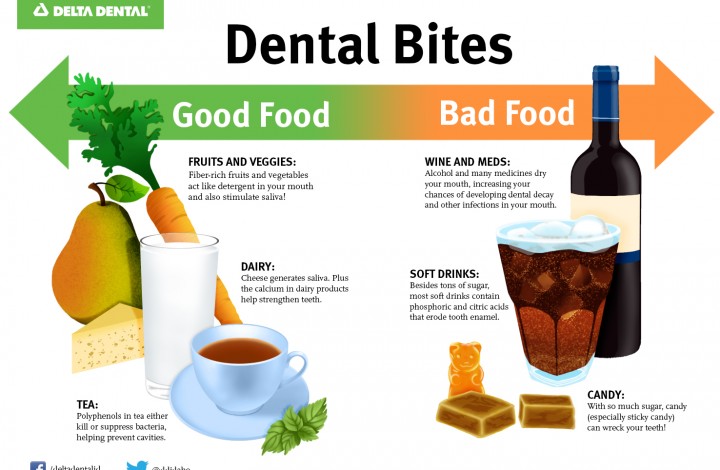 DELTA DENTAL®
Dental Bites
Good Food
Bad Food
FRUITS AND VEGGIES:
Fiber-rich fruits and vegetables
act like detergent in your mouth
and also stimulate saliva!
WINE AND MEDS:
Alcohol and many medicines dry
your mouth, increasing your
chances of developing dental decay
and other infections in your mouth.
DAIRY:
Cheese generates saliva. Plus
the calcium in dairy products
help strengthen teeth.
SOFT DRINKS:
Besides tons of sugar,
most soft drinks contain
phosphoric and citric acids
that erode tooth enamel.
TEA:
Polyphenols in tea either
kill or suppress bacteria,
helping prevent cavities.
CANDY:
With so much sugar, candy
(especially sticky candy)
can wreck your teeth!